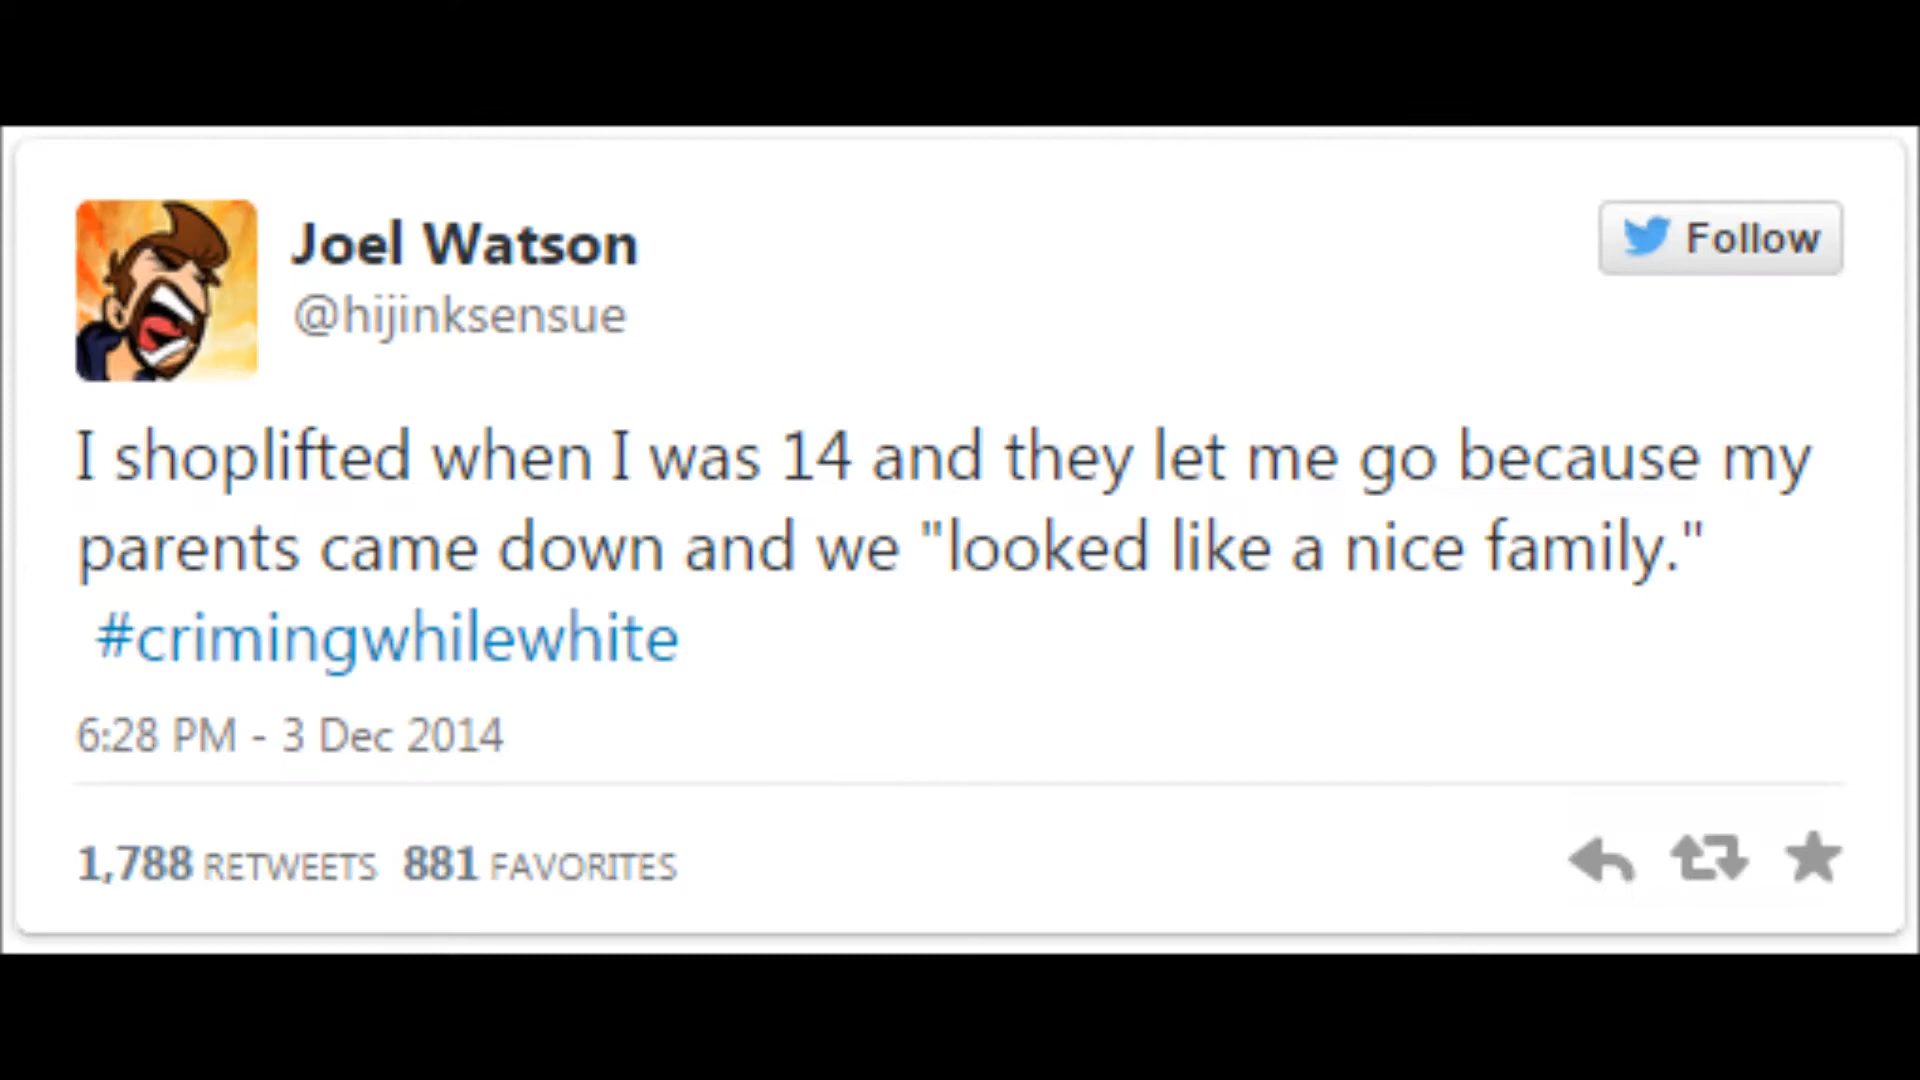 Joel Watson
Follow
@hijinksensue
I shoplifted when I was 14 and they let me go because my
parents came down and we "looked like a nice family."
#crimingwhilewhite
6:28 PM - 3 Dec 2014
1,788 RETWEETS 881 FAVORITES